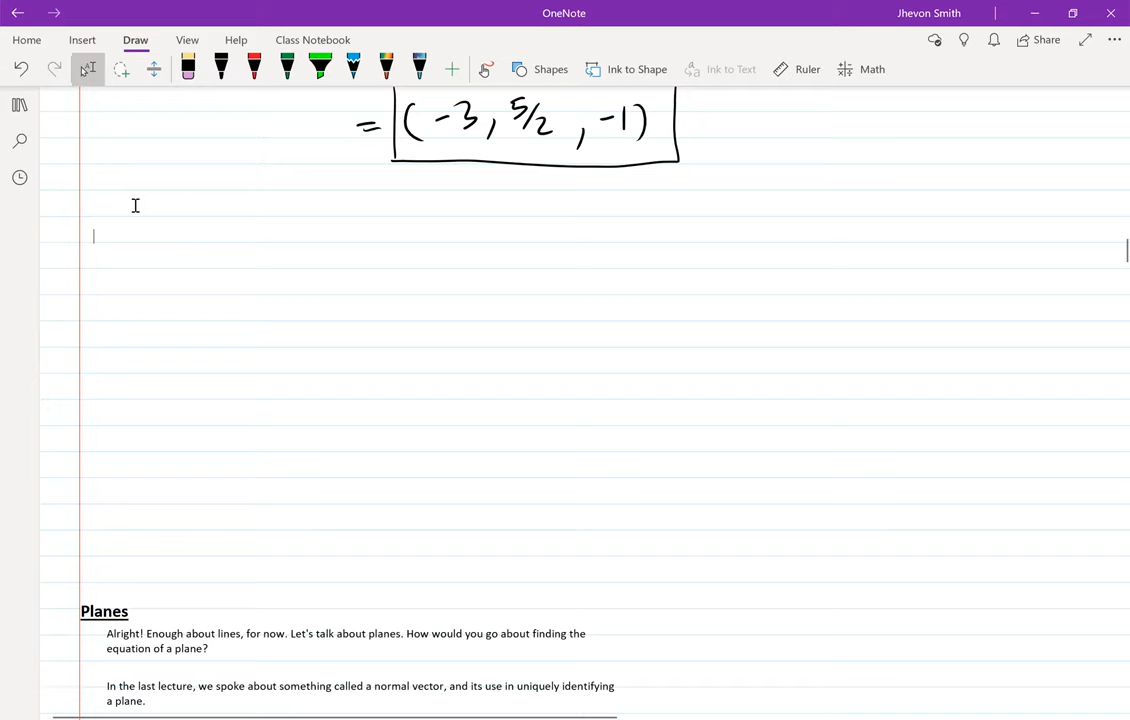 OneNote
Jhevon Smith
Home Insert Draw View Help Class Notebook
Share
Shapes Ink to Shape Ink to Text Ruler Math
= (-3, 5/2, -1)
Planes
Alright! Enough about lines, for now. Let's talk about planes. How would you go about finding the
equation of a plane?
In the last lecture, we spoke about something called a normal vector, and its use in uniquely identifying
a plane.